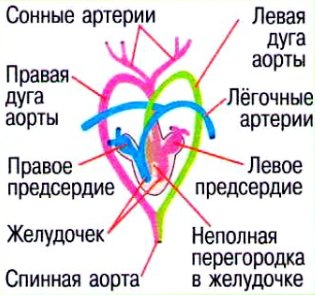 Сонные артерии
Левая
дуга
аорты
Правая
дуга
аорты
Лёгочные
артерии
Правое
предсердие
Левое
предсердие
Желудочек
Неполная
перегородка
в желудочке
Спинная аорта